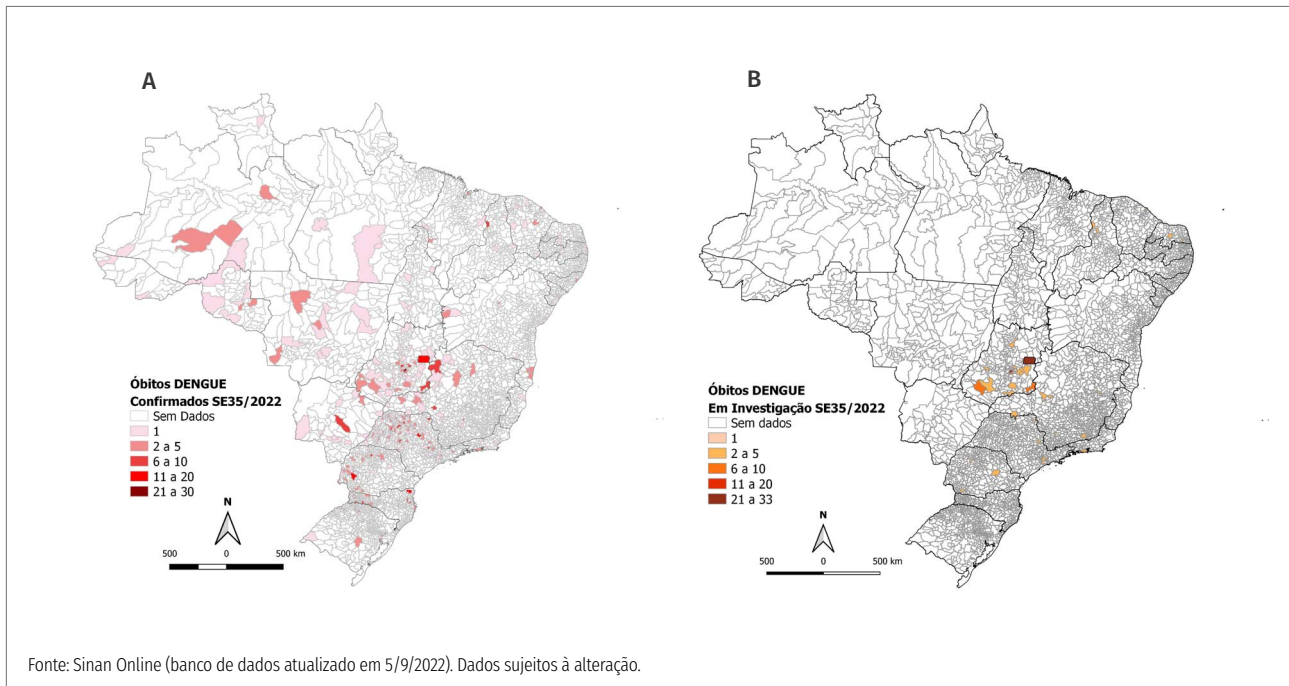 A
B
Óbitos DENGUE
Confirmados SE35/2022
Sem Dados
1
2 a 5
6 a 10
11 a 20
21 a 30
N
500 0 500 km
Óbitos DENGUE
Em Investigação SE35/2022
Sem dados
1
2 a 5
6 a 10
11 a 20
21 a 33
N
500 0 500 km
Fonte: Sinan Online (banco de dados atualizado em 5/9/2022). Dados sujeitos à alteração.